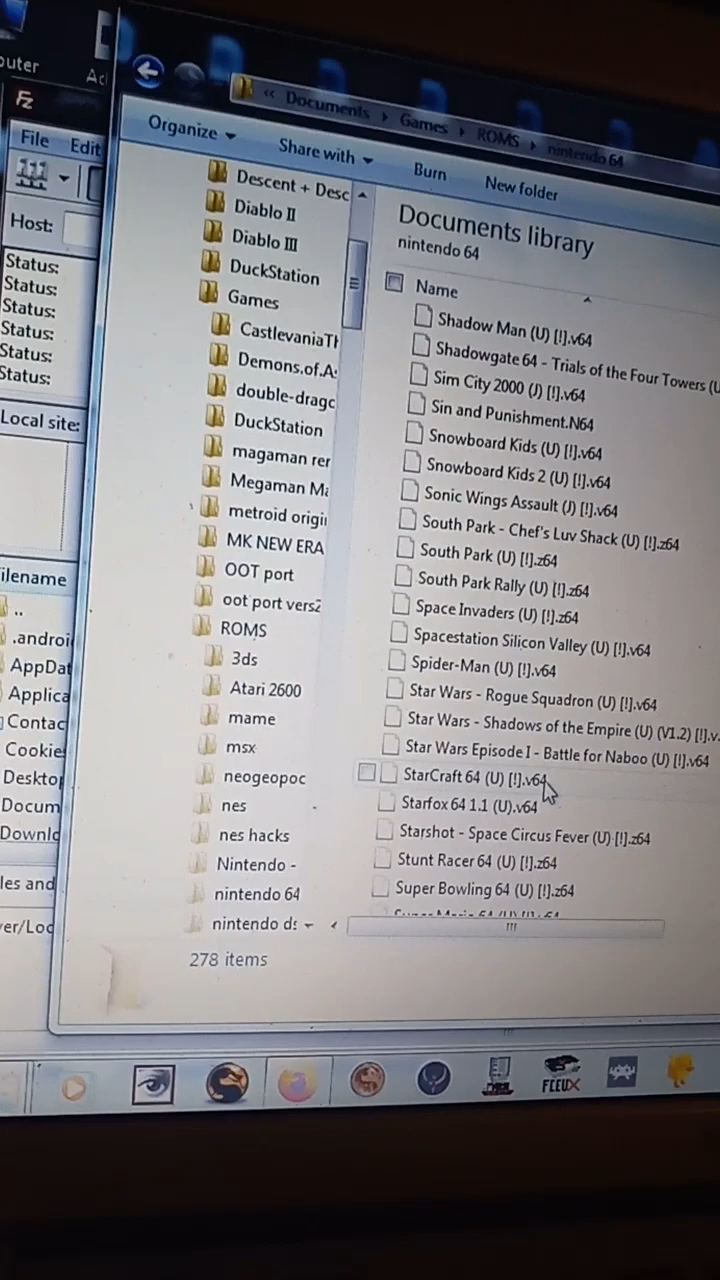 puter
Documents
Games
ROMS
nintendo 64
File Edit
Organize
Share with
Burn
New folder
Host:
Status:
Status:
Status:
Status:
Status:
Status:
Local site:
ilename
..
.androi
AppDat
Applica
Contac
Cookie
Deskto
Docum
Downlo
les and
ver/Loc
Descent + Desc
Diablo II
Diablo III
DuckStation
Games
CastlevaniaTh
Demons.of.A
double-drago
DuckStation
magaman rer
Megaman Ma
metroid origi
MK NEW ERA
OOT port
oot port vers2
ROMS
3ds
Atari 2600
mame
msx
neogeopoc
nes
nes hacks
Nintendo -
nintendo 64
nintendo ds
Documents library
nintendo 64
Name
Shadow Man (U) [!].v64
Shadowgate 64 - Trials of the Four Towers (U
Sim City 2000 (J) [!].v64
Sin and Punishment.N64
Snowboard Kids (U) [!].v64
Snowboard Kids 2 (U) [!].v64
Sonic Wings Assault (J) [!].v64
South Park - Chef's Luv Shack (U) [!].z64
South Park (U) [!].z64
South Park Rally (U) [!].z64
Space Invaders (U) [!].z64
Spacestation Silicon Valley (U) [!].v64
Spider-Man (U) [!].v64
Star Wars - Rogue Squadron (U) [!].v64
Star Wars - Shadows of the Empire (U) (V1.2) [!].v
Star Wars Episode I - Battle for Naboo (U) [!].v64
StarCraft 64 (U) [!].v64
Starfox 64 1.1 (U).v64
Starshot - Space Circus Fever (U) [!].z64
Stunt Racer 64 (U) [!].z64
Super Bowling 64 (U) [!].z64
278 items
FCEUX